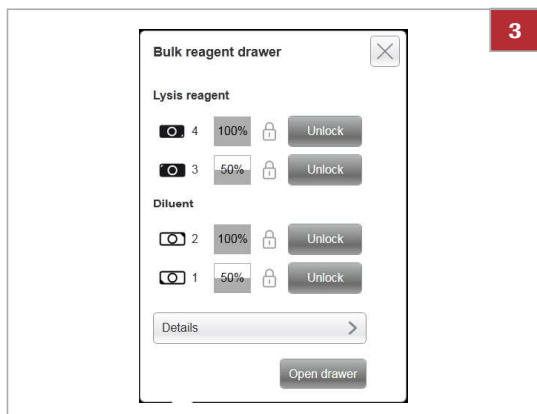 3
Bulk reagent drawer
Lysis reagent
4 100% Unlock
3 50% Unlock
Diluent
2 100% Unlock
1 50% Unlock
Details
Open drawer